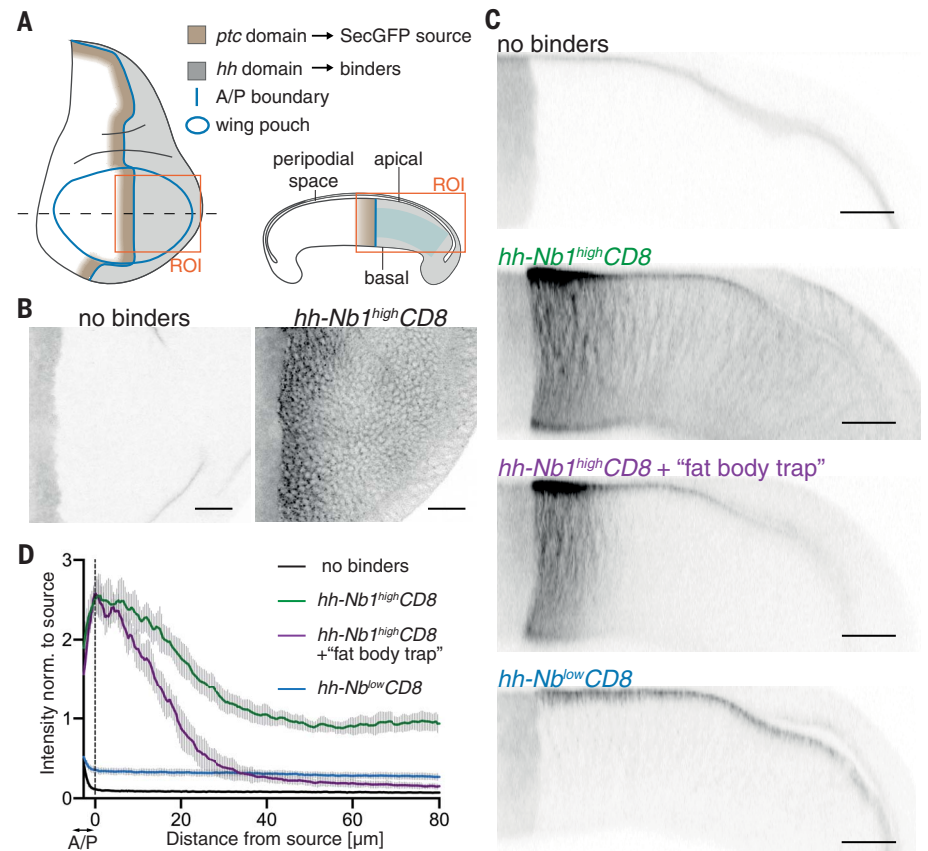 A
ptc domain → SecGFP source
hh domain → binders
A/P boundary
wing pouch
ROI
peripodial space
apical
ROI
basal
B
no binders
hh-Nb1highCD8
C
no binders
hh-Nb1highCD8
hh-Nb1highCD8 + “fat body trap”
hh-NblowCD8
D
Intensity norm. to source
3
2
1
0
no binders
hh-Nb1highCD8
hh-Nb1highCD8
+“fat body trap”
hh-NblowCD8
0 20 40 60 80
A/P
Distance from source [µm]